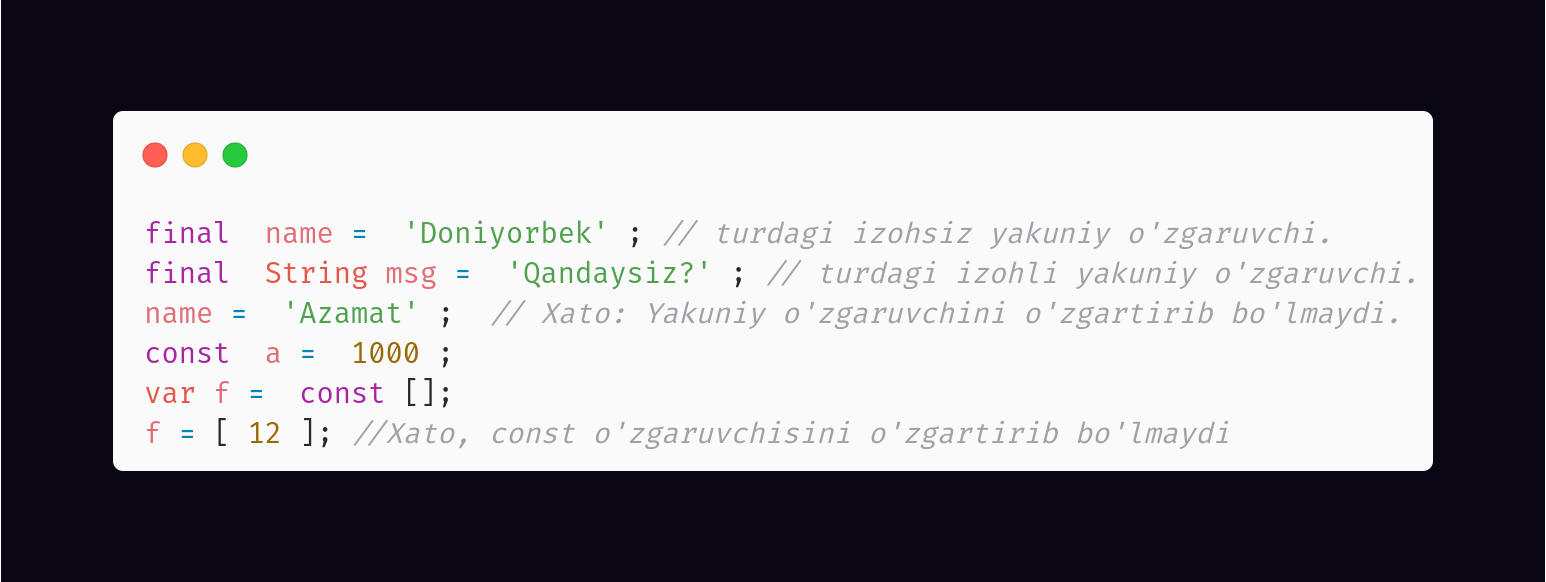 final  name =  'Doniyorbek' ; // turdagi izohsiz yakuniy o'zgaruvchi.
final  String msg =  'Qandaysiz?' ; // turdagi izohli yakuniy o'zgaruvchi.
name =  'Azamat' ;  // Xato: Yakuniy o'zgaruvchini o'zgartirib bo'lmaydi.
const  a =  1000 ;
var f =  const [];
f = [ 12 ]; //Xato, const o'zgaruvchisini o'zgartirib bo'lmaydi